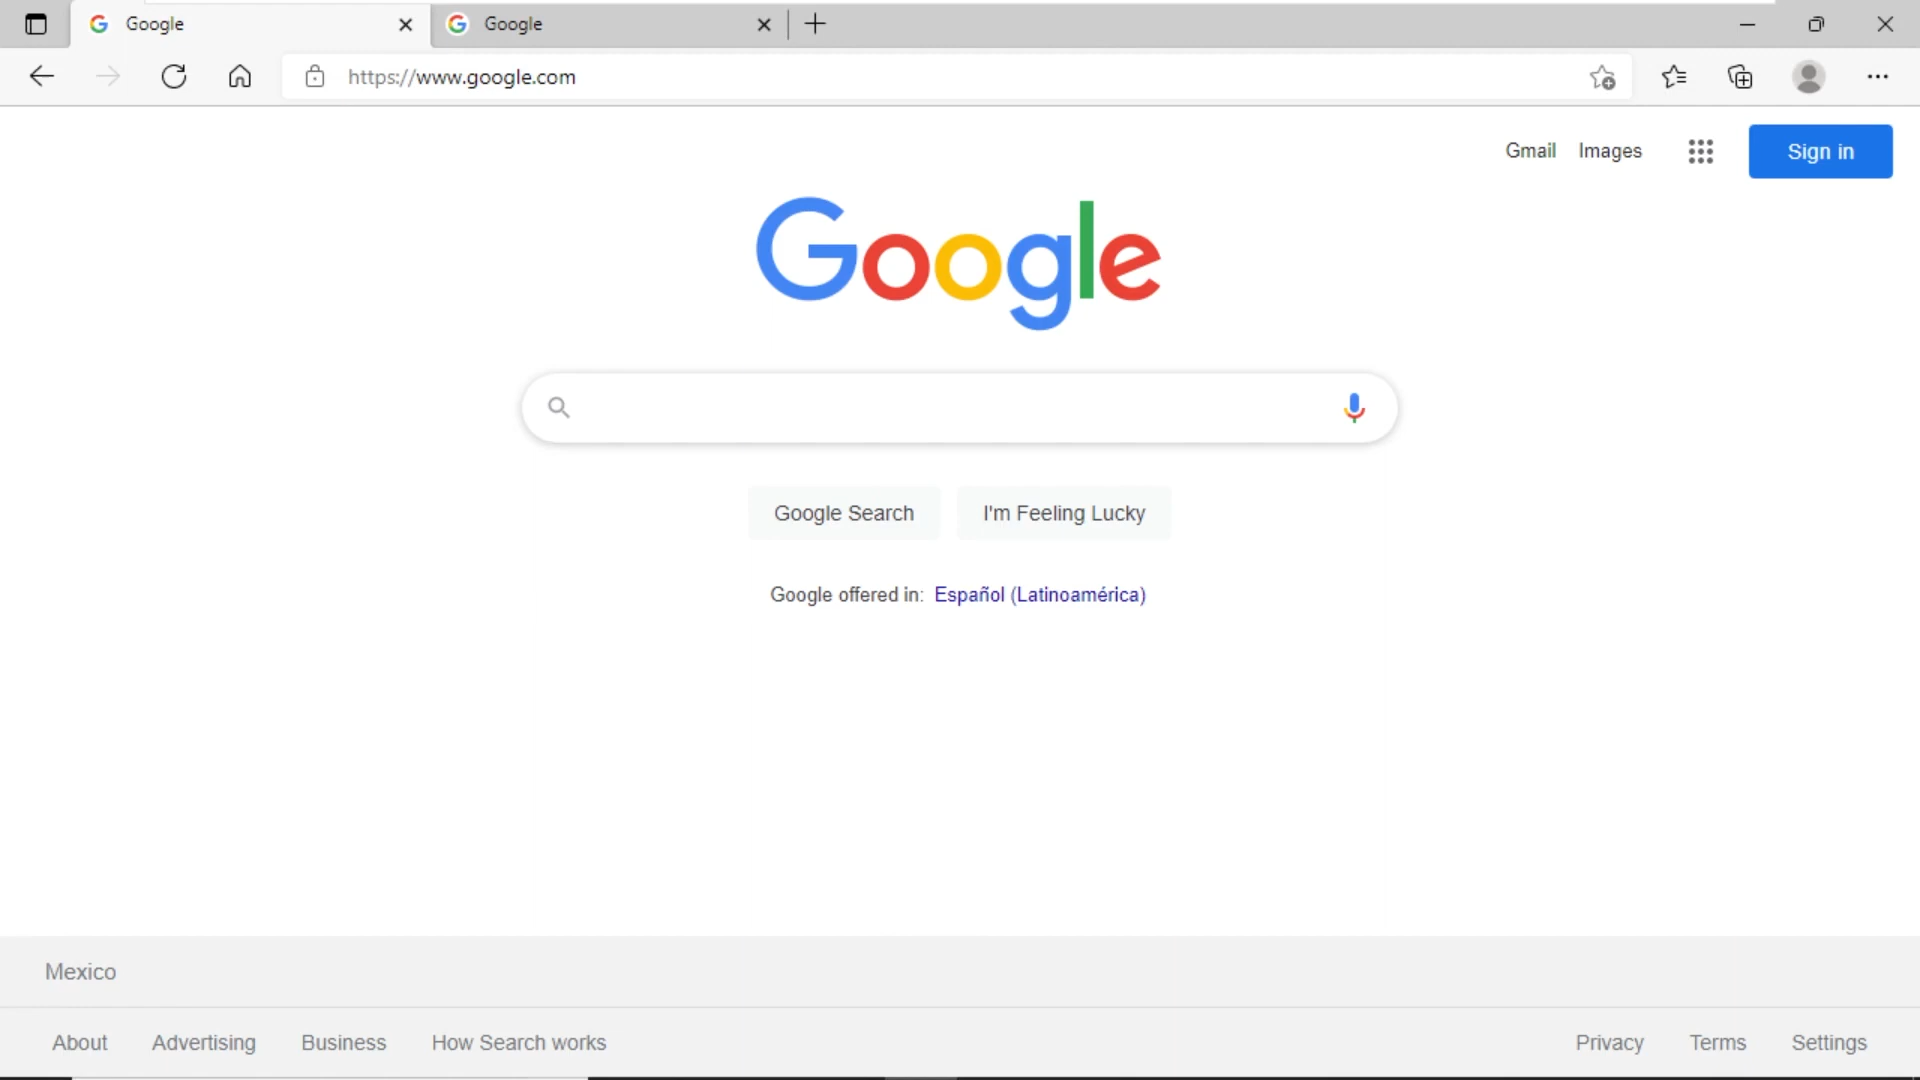 Google
Google
https://www.google.com
Gmail
Images
Sign in
Google
Google Search
I'm Feeling Lucky
Google offered in: Español (Latinoamérica)
Mexico
About
Advertising
Business
How Search works
Privacy
Terms
Settings